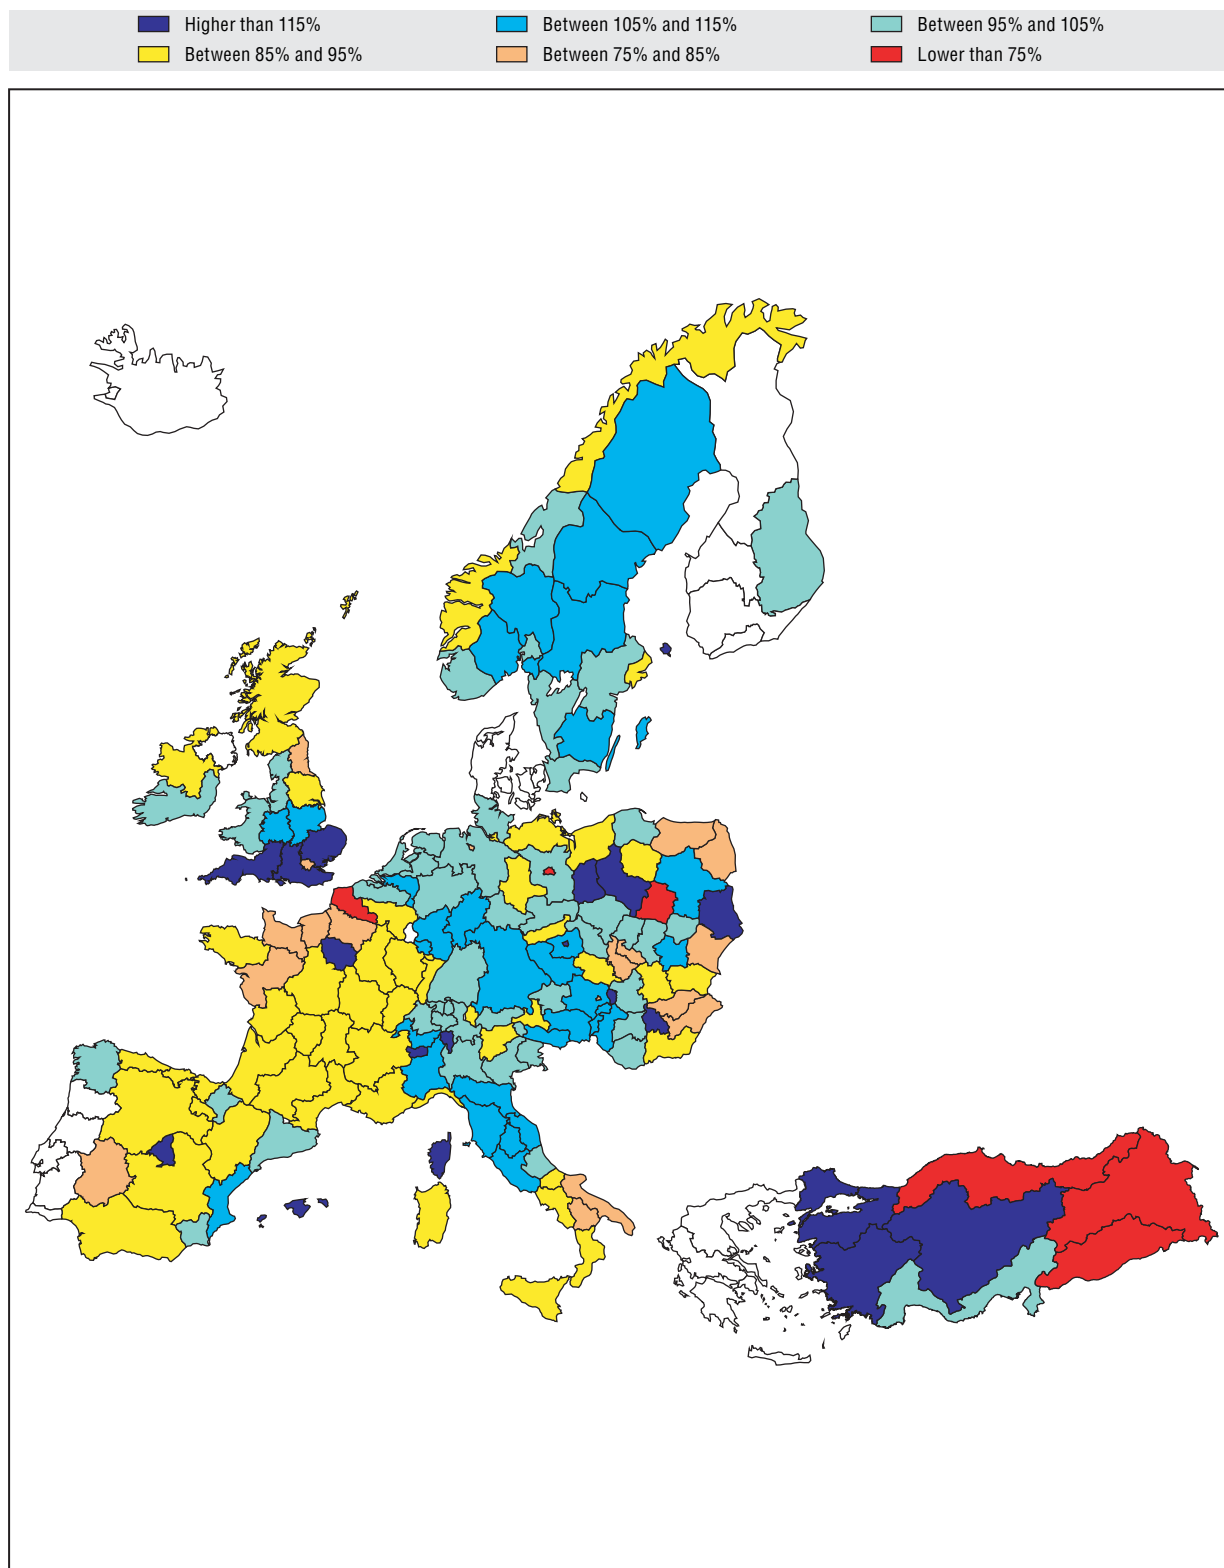 Higher than 115% Between 105% and 115% Between 95% and 105%
Between 85% and 95% Between 75% and 85% Lower than 75%